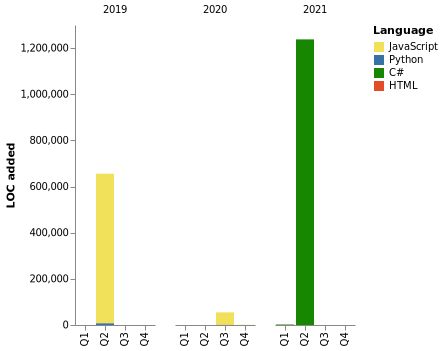 2019 2020 2021
Language
JavaScript
Python
C#
HTML
LOC added
1,200,000
1,000,000
800,000
600,000
400,000
200,000
0
Q1 Q2 Q3 Q4 Q1 Q2 Q3 Q4 Q1 Q2 Q3 Q4